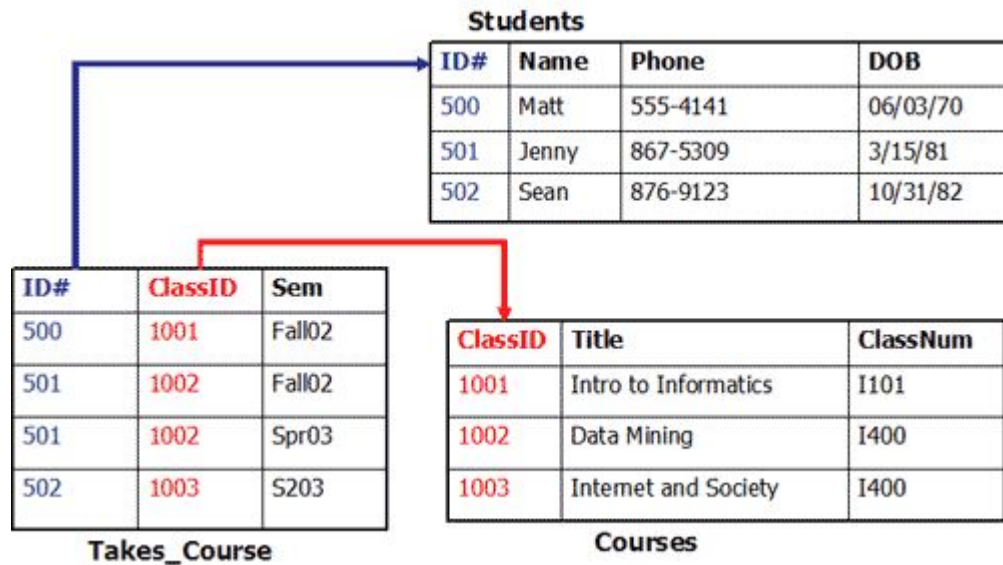 Students
ID# Name Phone DOB
500 Matt 555-4141 06/03/70
501 Jenny 867-5309 3/15/81
502 Sean 876-9123 10/31/82
ID# ClassID Sem
500 1001 Fall02
501 1002 Fall02
501 1002 Spr03
502 1003 S203
Takes_Course
ClassID Title ClassNum
1001 Intro to Informatics I101
1002 Data Mining I400
1003 Internet and Society I400
Courses